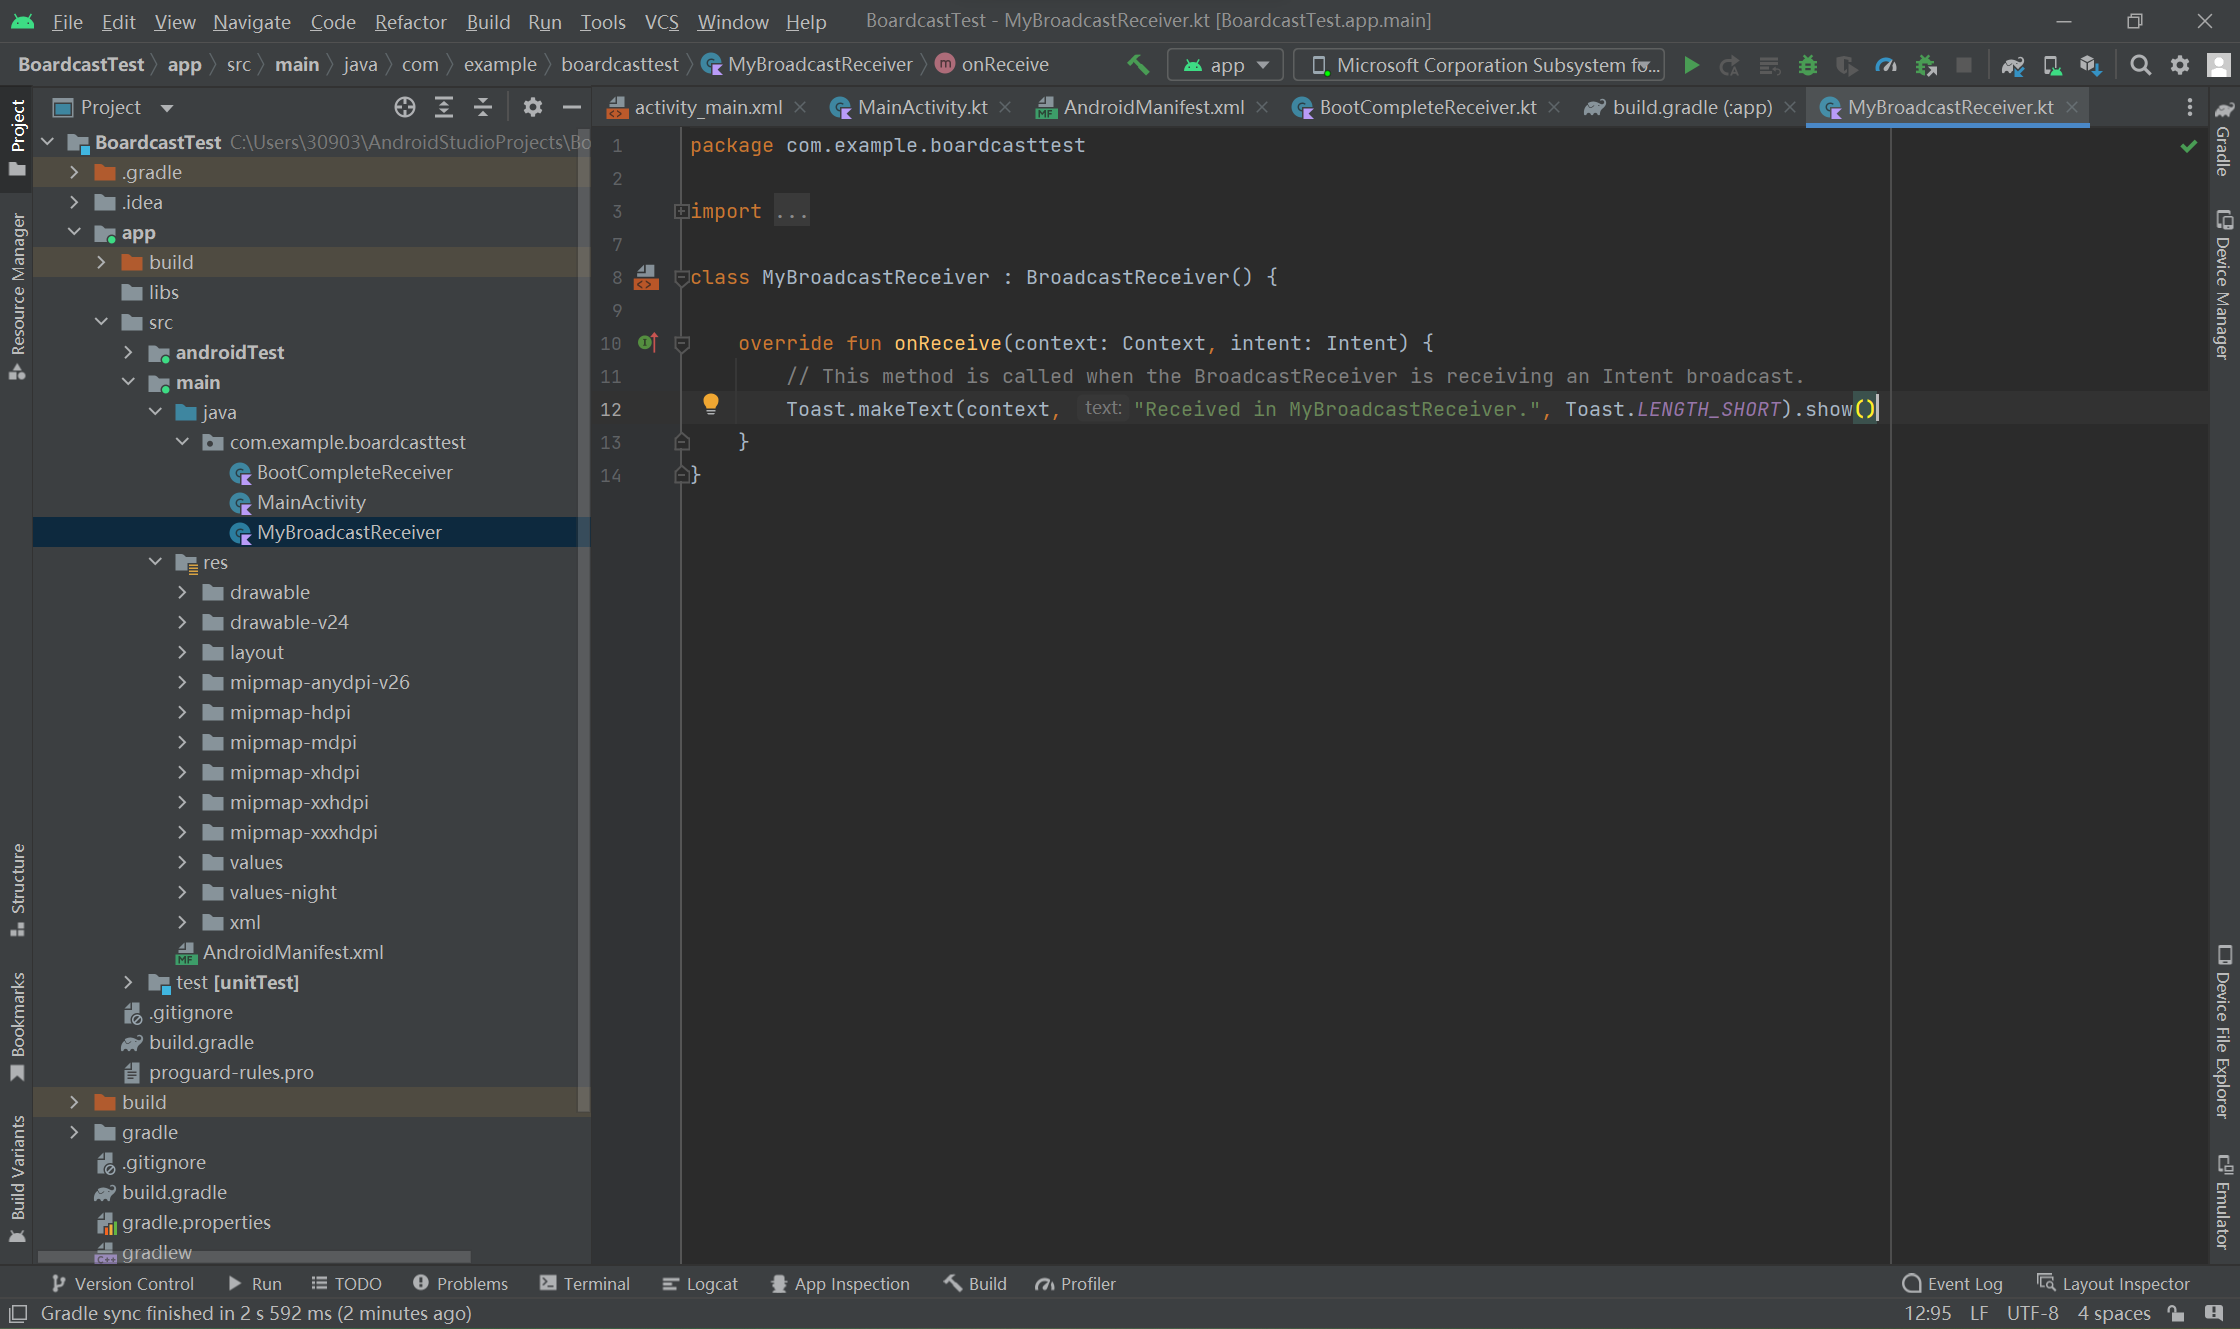 File Edit View Navigate Code Refactor Build Run Tools VCS Window Help BoardcastTest - MyBroadcastReceiver.kt [BoardcastTest.app.main]
BoardcastTest app src main java com example boardcasttest MyBroadcastReceiver onReceive app Microsoft Corporation Subsystem fo...
Project
activity_main.xml MainActivity.kt AndroidManifest.xml BootCompleteReceiver.kt build.gradle (:app) MyBroadcastReceiver.kt
Project
Resource Manager
Structure
Bookmarks
Build Variants
BoardcastTest C:\Users\30903\AndroidStudioProjects\Bo
.gradle
.idea
app
build
libs
src
androidTest
main
java
com.example.boardcasttest
BootCompleteReceiver
MainActivity
MyBroadcastReceiver
res
drawable
drawable-v24
layout
mipmap-anydpi-v26
mipmap-hdpi
mipmap-mdpi
mipmap-xhdpi
mipmap-xxhdpi
mipmap-xxxhdpi
values
values-night
xml
AndroidManifest.xml
test [unitTest]
.gitignore
build.gradle
proguard-rules.pro
build
gradle
.gitignore
build.gradle
gradle.properties
gradlew
1 package com.example.boardcasttest
2
3 import ...
7
8 class MyBroadcastReceiver : BroadcastReceiver() {
9
10 override fun onReceive(context: Context, intent: Intent) {
11 // This method is called when the BroadcastReceiver is receiving an Intent broadcast.
12 Toast.makeText(context, text: "Received in MyBroadcastReceiver.", Toast.LENGTH_SHORT).show()
13 }
14 }
Gradle
Device Manager
Device File Explorer
Emulator
Version Control Run TODO Problems Terminal Logcat App Inspection Build Profiler Event Log Layout Inspector
Gradle sync finished in 2 s 592 ms (2 minutes ago) 12:95 LF UTF-8 4 spaces